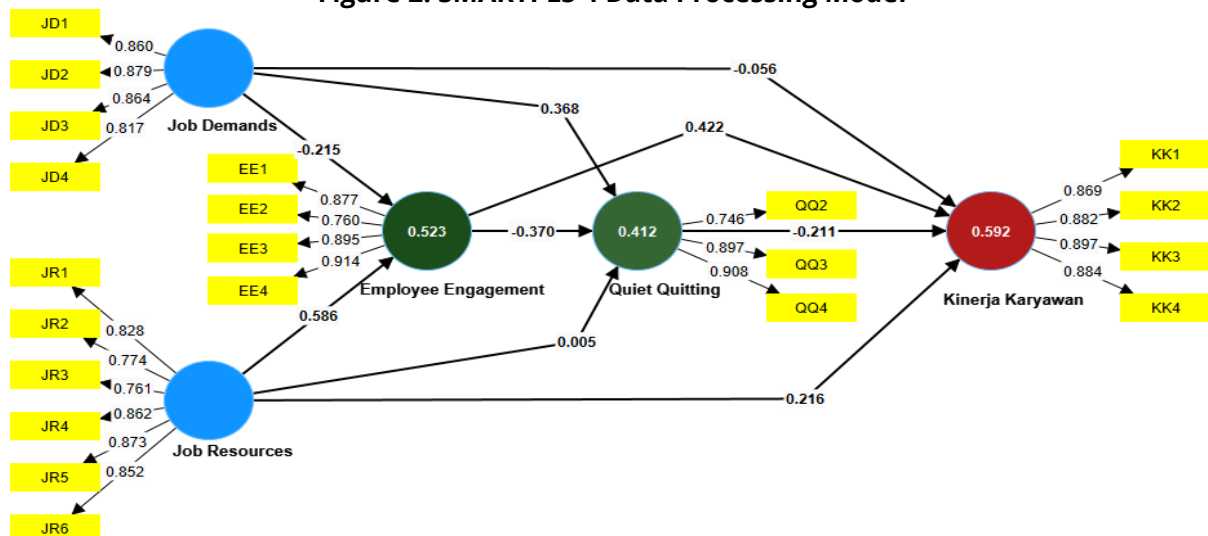 JD1
0.860
JD2
0.879
JD3
0.864
JD4
0.817
Job Demands
-0.056
0.368
0.422
-0.215
EE1
0.877
EE2
0.760
EE3
0.895
EE4
0.914
0.523
Employee Engagement
-0.370
0.412
Quiet Quitting
0.746
QQ2
-0.211
0.897
QQ3
0.908
QQ4
0.592
Kinerja Karyawan
KK1
0.869
KK2
0.882
KK3
0.897
KK4
0.884
JR1
0.828
JR2
0.774
JR3
0.761
JR4
0.862
JR5
0.873
JR6
0.852
Job Resources
0.586
0.005
0.216